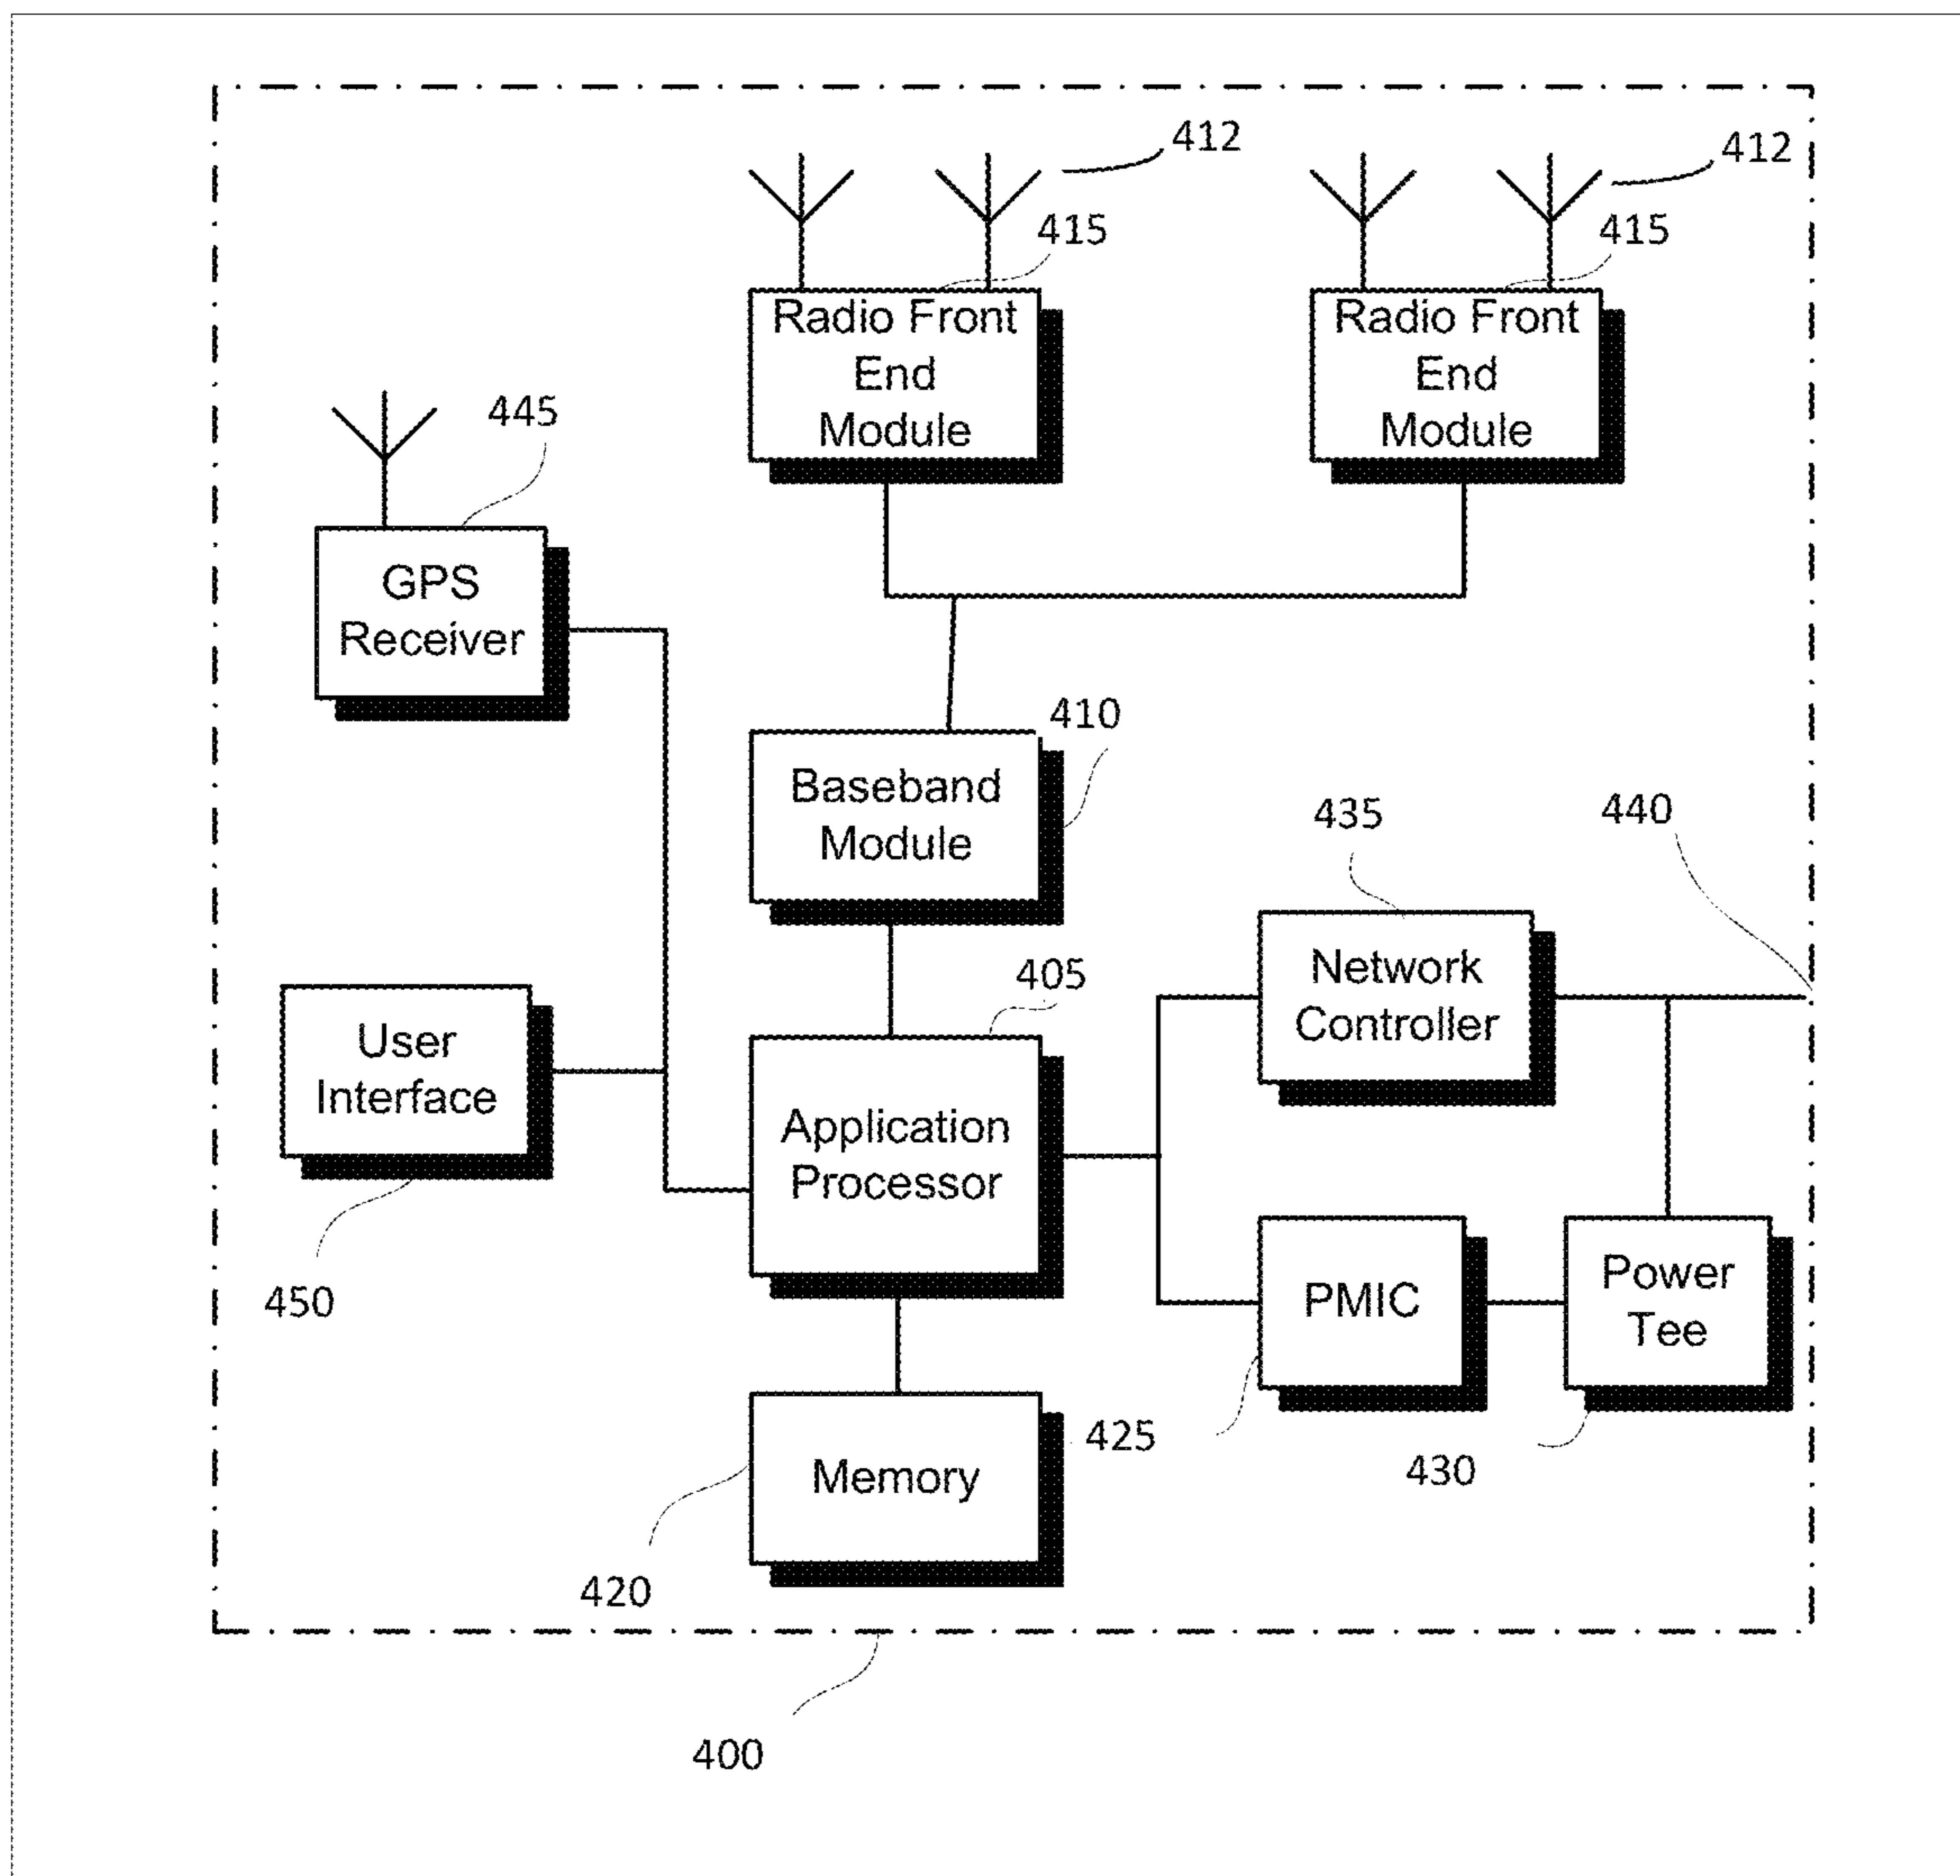 412
412
415
415
Radio Front
End
Module
Radio Front
End
Module
445
GPS
Receiver
410
Baseband
Module
435
440
Network
Controller
405
User
Interface
Application
Processor
450
PMIC
Power
Tee
425
430
Memory
420
400